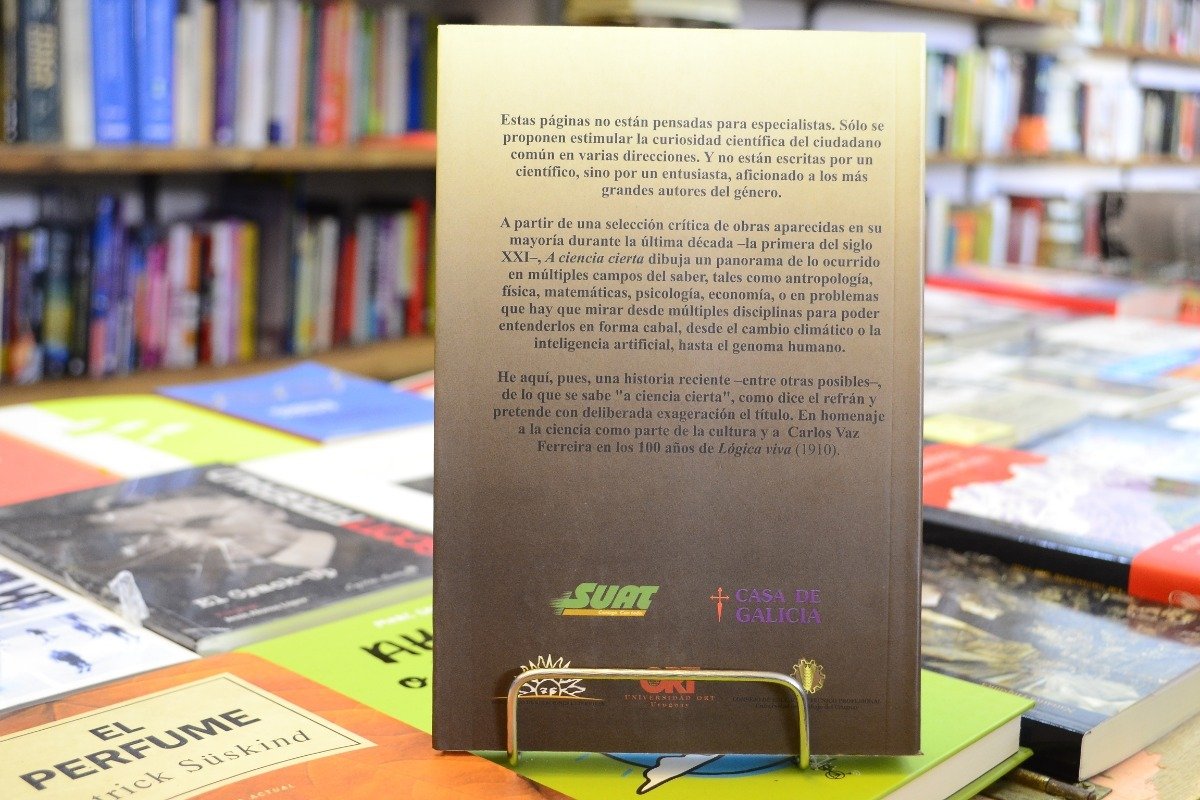 Estas páginas no están pensadas para especialistas. Sólo se
proponen estimular la curiosidad científica del ciudadano
común en varias direcciones. Y no están escritas por un
científico, sino por un entusiasta, aficionado a los más
grandes autores del género.
A partir de una selección crítica de obras aparecidas en su
mayoría durante la última década –la primera del siglo
XXI–, A ciencia cierta dibuja un panorama de lo ocurrido
en múltiples campos del saber, tales como antropología,
física, matemáticas, psicología, economía, o en problemas
que hay que mirar desde múltiples disciplinas para poder
entenderlos en forma cabal, desde el cambio climático o la
inteligencia artificial, hasta el genoma humano.
He aquí, pues, una historia reciente –entre otras posibles–,
de lo que se sabe "a ciencia cierta", como dice el refrán y
pretende con deliberada exageración el título. En homenaje
a la ciencia como parte de la cultura y a Carlos Vaz
Ferreira en los 100 años de Lógica viva (1910).
SUAT
CASA DE
GALICIA
ORT
UNIVERSIDAD ORT
Uruguay
EL
PERFUME
trick Süskind